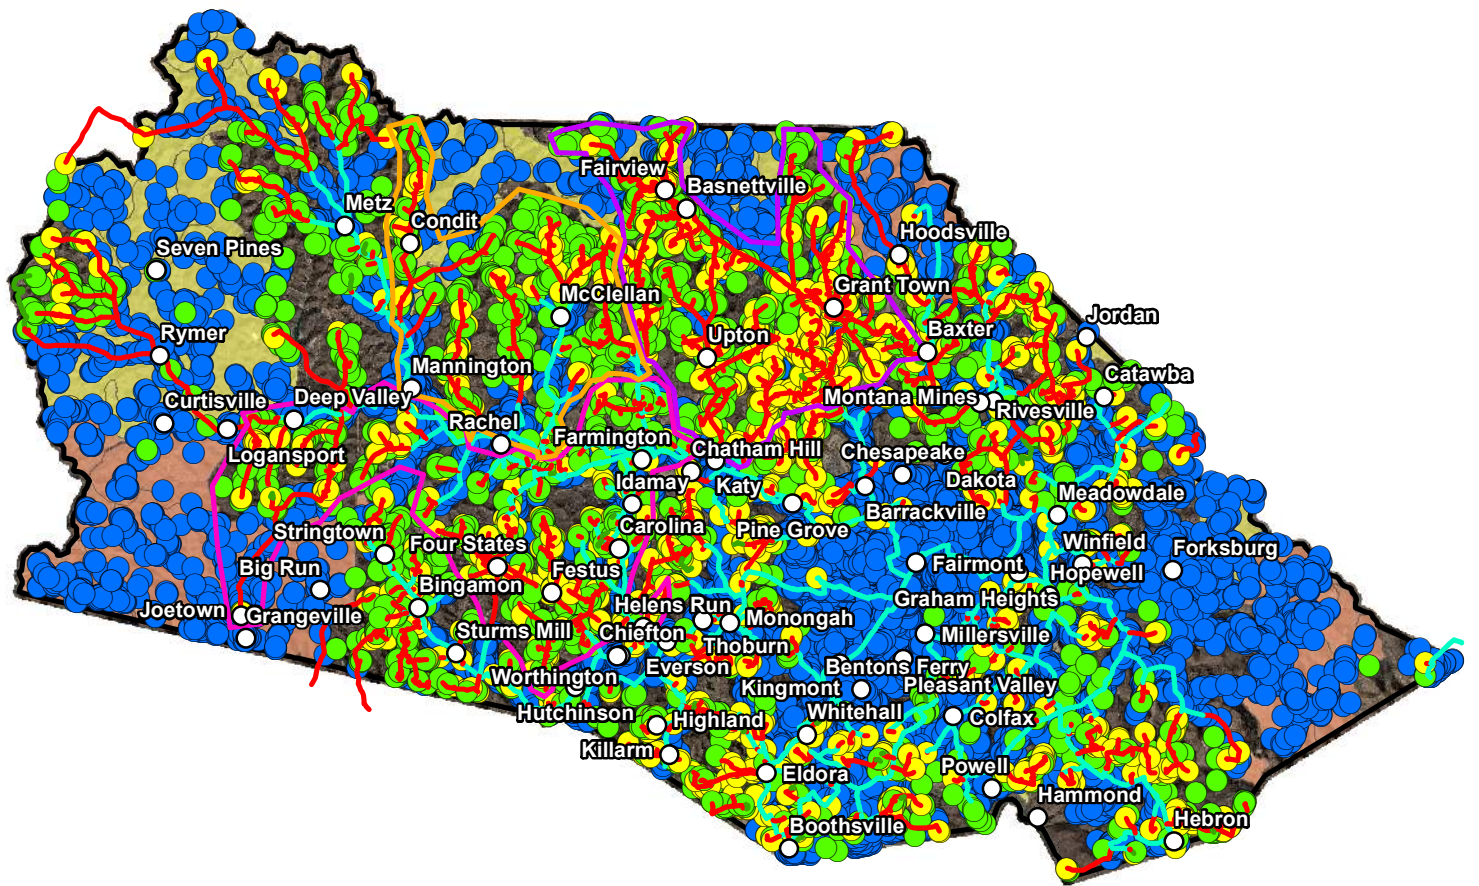 Fairview
Basnettville
Metz
Condit
Hoodsville
Seven Pines
McClellan
Grant Town
Jordan
Rymer
Upton
Baxter
Mannington
Catawba
Curtisville
Deep Valley
Montana Mines
Rivesville
Rachel
Farmington
Chatham Hill
Chesapeake
Logansport
Idamay
Katy
Dakota
Meadowdale
Carolina
Pine Grove
Barrackville
Stringtown
Four States
Winfield
Forksburg
Big Run
Bingamon
Festus
Fairmont
Hopewell
Joetown
Grangeville
Helens Run
Monongah
Graham Heights
Sturms Mill
Chiefton
Thoburn
Millersville
Worthington
Everson
Bentons Ferry
Kingmont
Pleasant Valley
Hutchinson
Highland
Whitehall
Colfax
Killarm
Eldora
Powell
Hammond
Boothsville
Hebron